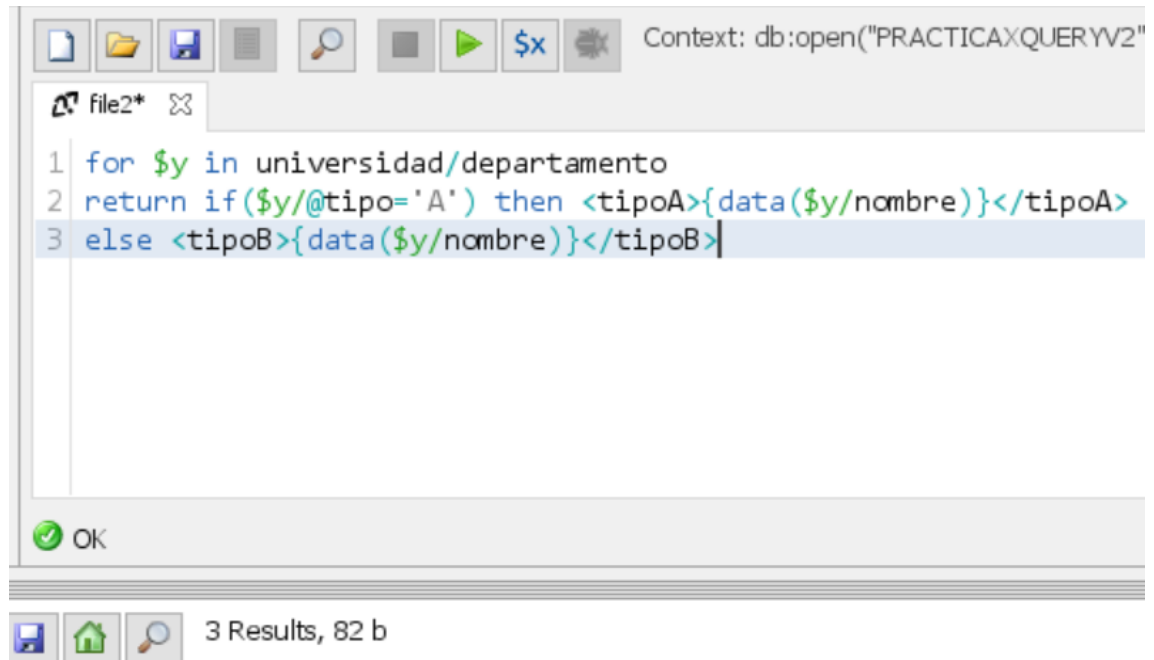 $x Context: db:open("PRACTICAXQUERYV2"
file2*
1 for $y in universidad/departamento
2 return if($y/@tipo='A') then <tipoA>{data($y/nombre)}</tipoA>
3 else <tipoB>{data($y/nombre)}</tipoB>
OK
3 Results, 82 b